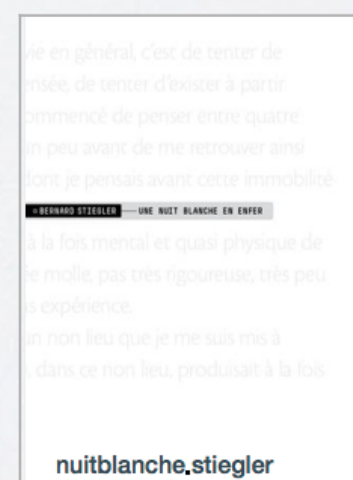 vie en général, c'est de tenter de
ensée, de tenter d'exister à partir
ommencé de penser entre quatre
un peu avant de me retrouver ainsi
dont je pensais avant cette immobilité
BERNARD STIEGLER — UNE NUIT BLANCHE EN ENFER
à la fois mental et quasi physique de
ée molle, pas très rigoureuse, très peu
s expérience.
un non lieu que je me suis mis à
, dans ce non lieu, produisait à la fois
nuitblanche.stiegler